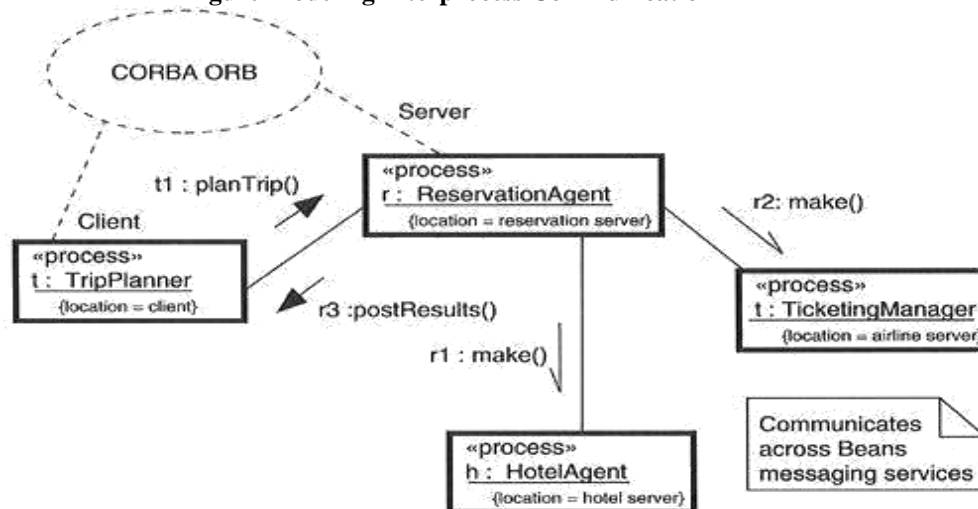 CORBA ORB
Server
«process»
r : ReservationAgent
{location = reservation server}
t1 : planTrip()
r2: make()
Client
«process»
t : TripPlanner
{location = client}
«process»
t : TicketingManager
{location = airline server}
r3 :postResults()
r1 : make()
Communicates
across Beans
messaging services
«process»
h : HotelAgent
{location = hotel server}